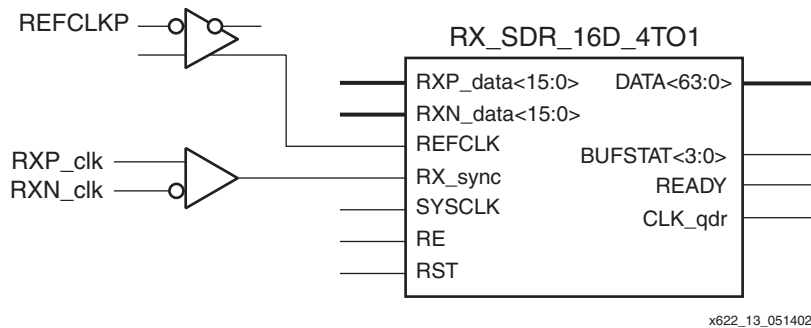 REFCLKP
RX_SDR_16D_4TO1
RXP_data<15:0> DATA<63:0>
RXN_data<15:0>
REFCLK
BUFSTAT<3:0>
RXP_clk
RX_sync
READY
RXN_clk
SYSCLK
CLK_qdr
RE
RST
x622_13_051402